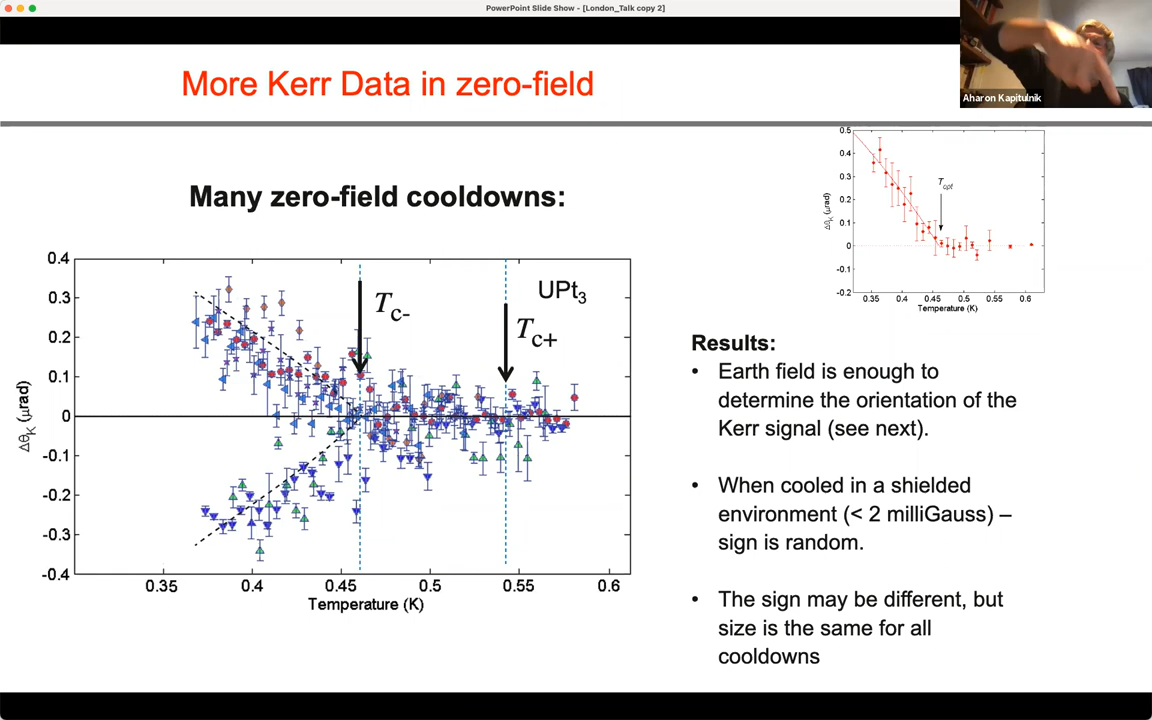 PowerPoint Slide Show - [London_Talk copy 2]
Aharon Kapitulnik
More Kerr Data in zero-field
Many zero-field cooldowns:
0.4
0.3
0.2
0.1
0
-0.1
-0.2
-0.3
-0.4
ΔθK (μrad)
Tc-
Tc+
UPt3
0.35
0.4
0.45
0.5
0.55
0.6
Temperature (K)
0.5
0.4
0.3
0.2
0.1
0
-0.1
-0.2
ΔθK (μrad)
Topt
0.35
0.4
0.45
0.5
0.55
0.6
Temperature (K)
Results:
• Earth field is enough to
determine the orientation of the
Kerr signal (see next).
• When cooled in a shielded
environment (< 2 milliGauss) –
sign is random.
• The sign may be different, but
size is the same for all
cooldowns